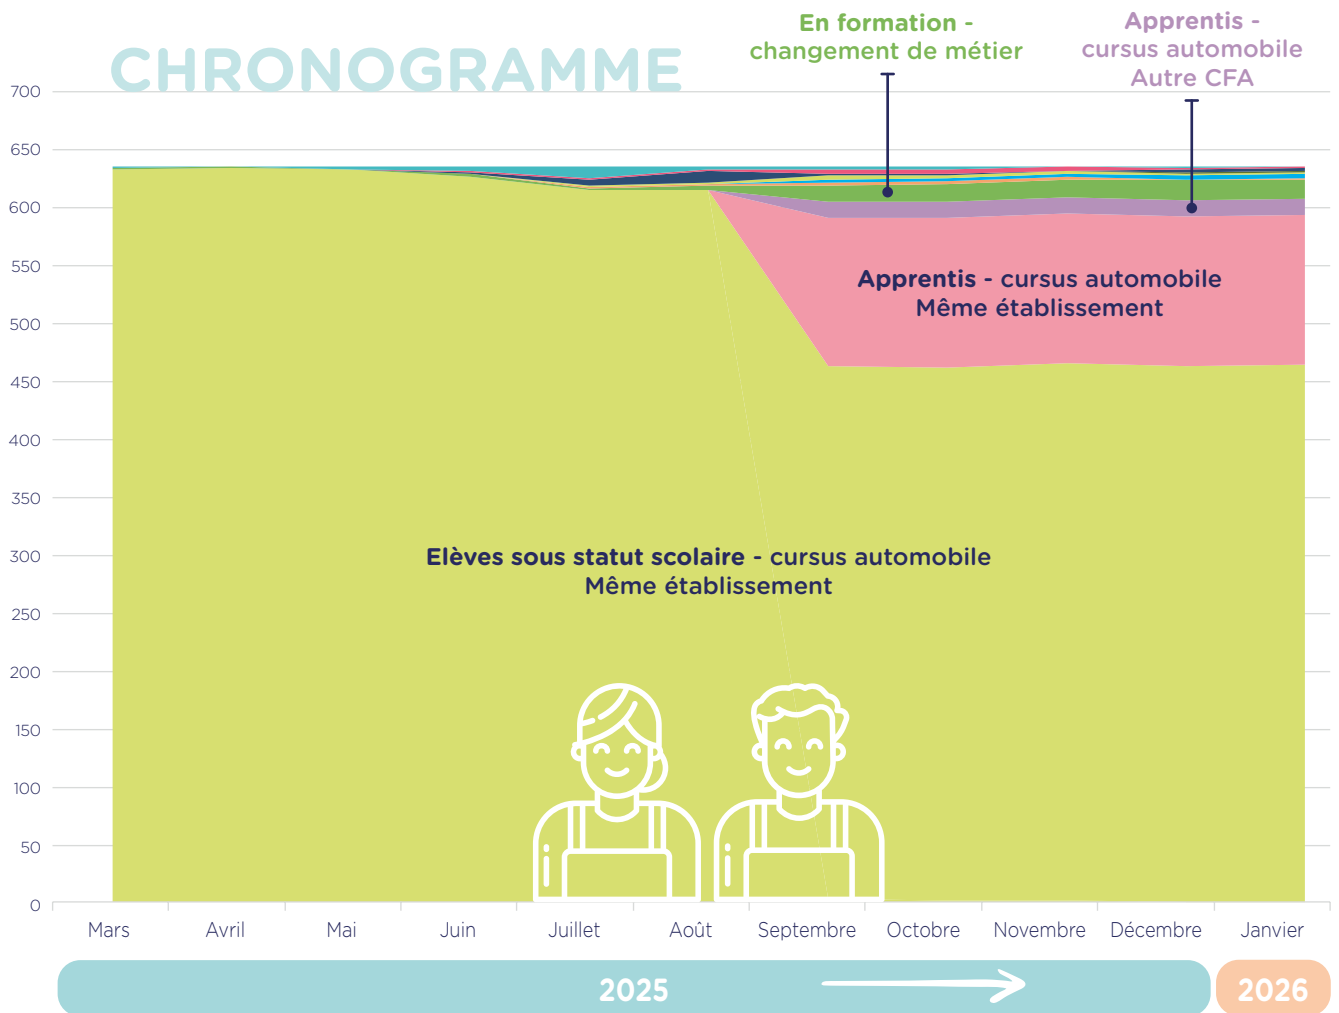 CHRONOGRAMME
En formation -
changement de métier
Apprentis -
cursus automobile
Autre CFA
700
650
600
550
500
450
400
350
300
250
200
150
100
50
0
Apprentis - cursus automobile
Même établissement
Elèves sous statut scolaire - cursus automobile
Même établissement
Mars Avril Mai Juin Juillet Août Septembre Octobre Novembre Décembre Janvier
2025 2026